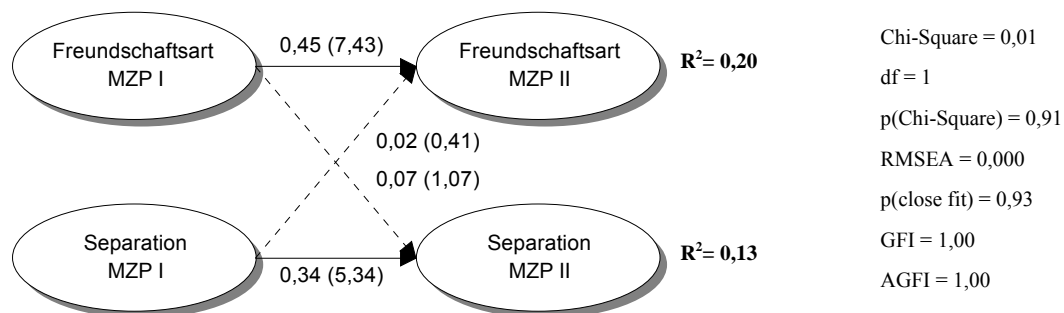 Freundschaftsart
MZP I
0,45 (7,43)
Freundschaftsart
MZP II
R²= 0,20
0,02 (0,41)
0,07 (1,07)
Separation
MZP I
0,34 (5,34)
Separation
MZP II
R²= 0,13
Chi-Square = 0,01
df = 1
p(Chi-Square) = 0,91
RMSEA = 0,000
p(close fit) = 0,93
GFI = 1,00
AGFI = 1,00